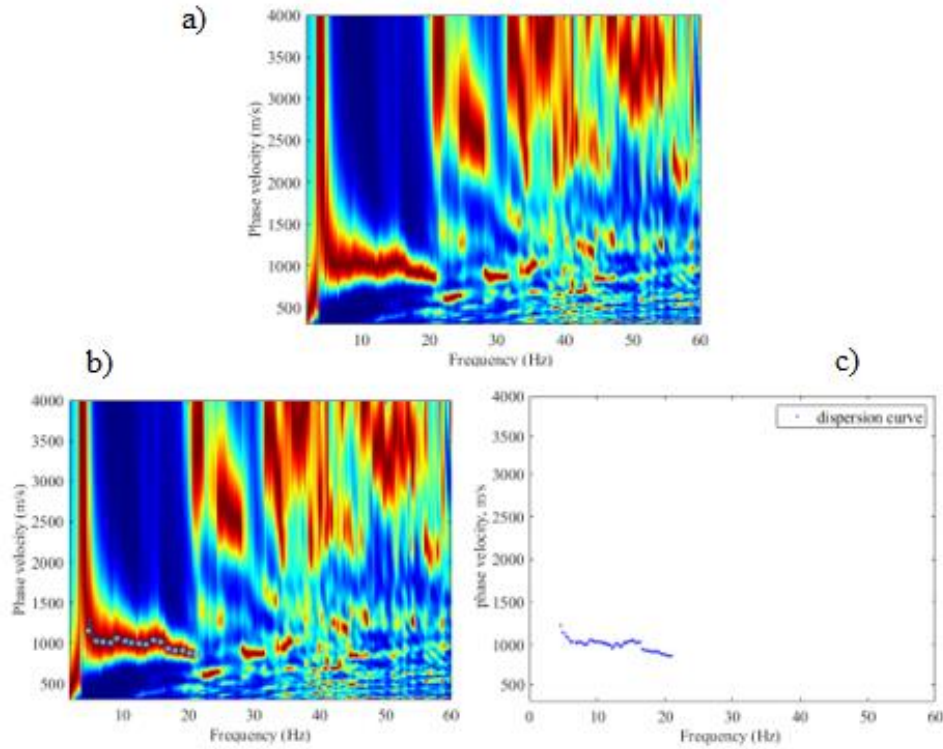 a)
4000
3500
3000
2500
2000
1500
1000
500
Phase velocity (m/s)
10 20 30 40 50 60
Frequency (Hz)
b)
4000
3500
3000
2500
2000
1500
1000
500
Phase velocity (m/s)
10 20 30 40 50 60
Frequency (Hz)
c)
dispersion curve
4000
3500
3000
2500
2000
1500
1000
500
phase velocity, m/s
0 10 20 30 40 50 60
Frequency (Hz)